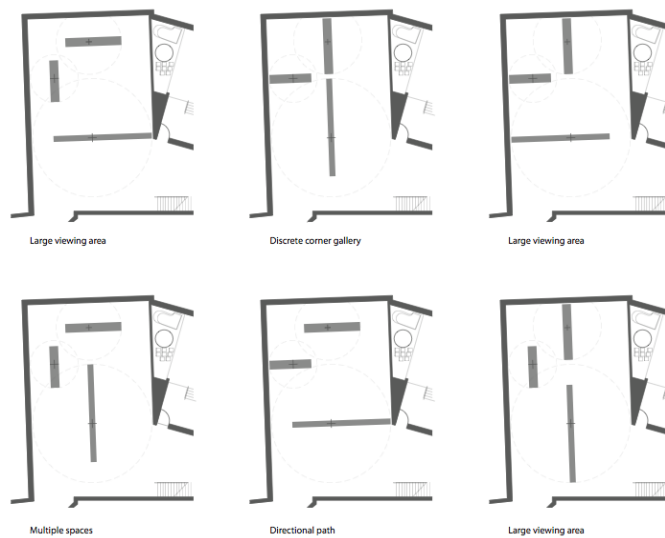 Large viewing area
Discrete corner gallery
Large viewing area
Multiple spaces
Directional path
Large viewing area